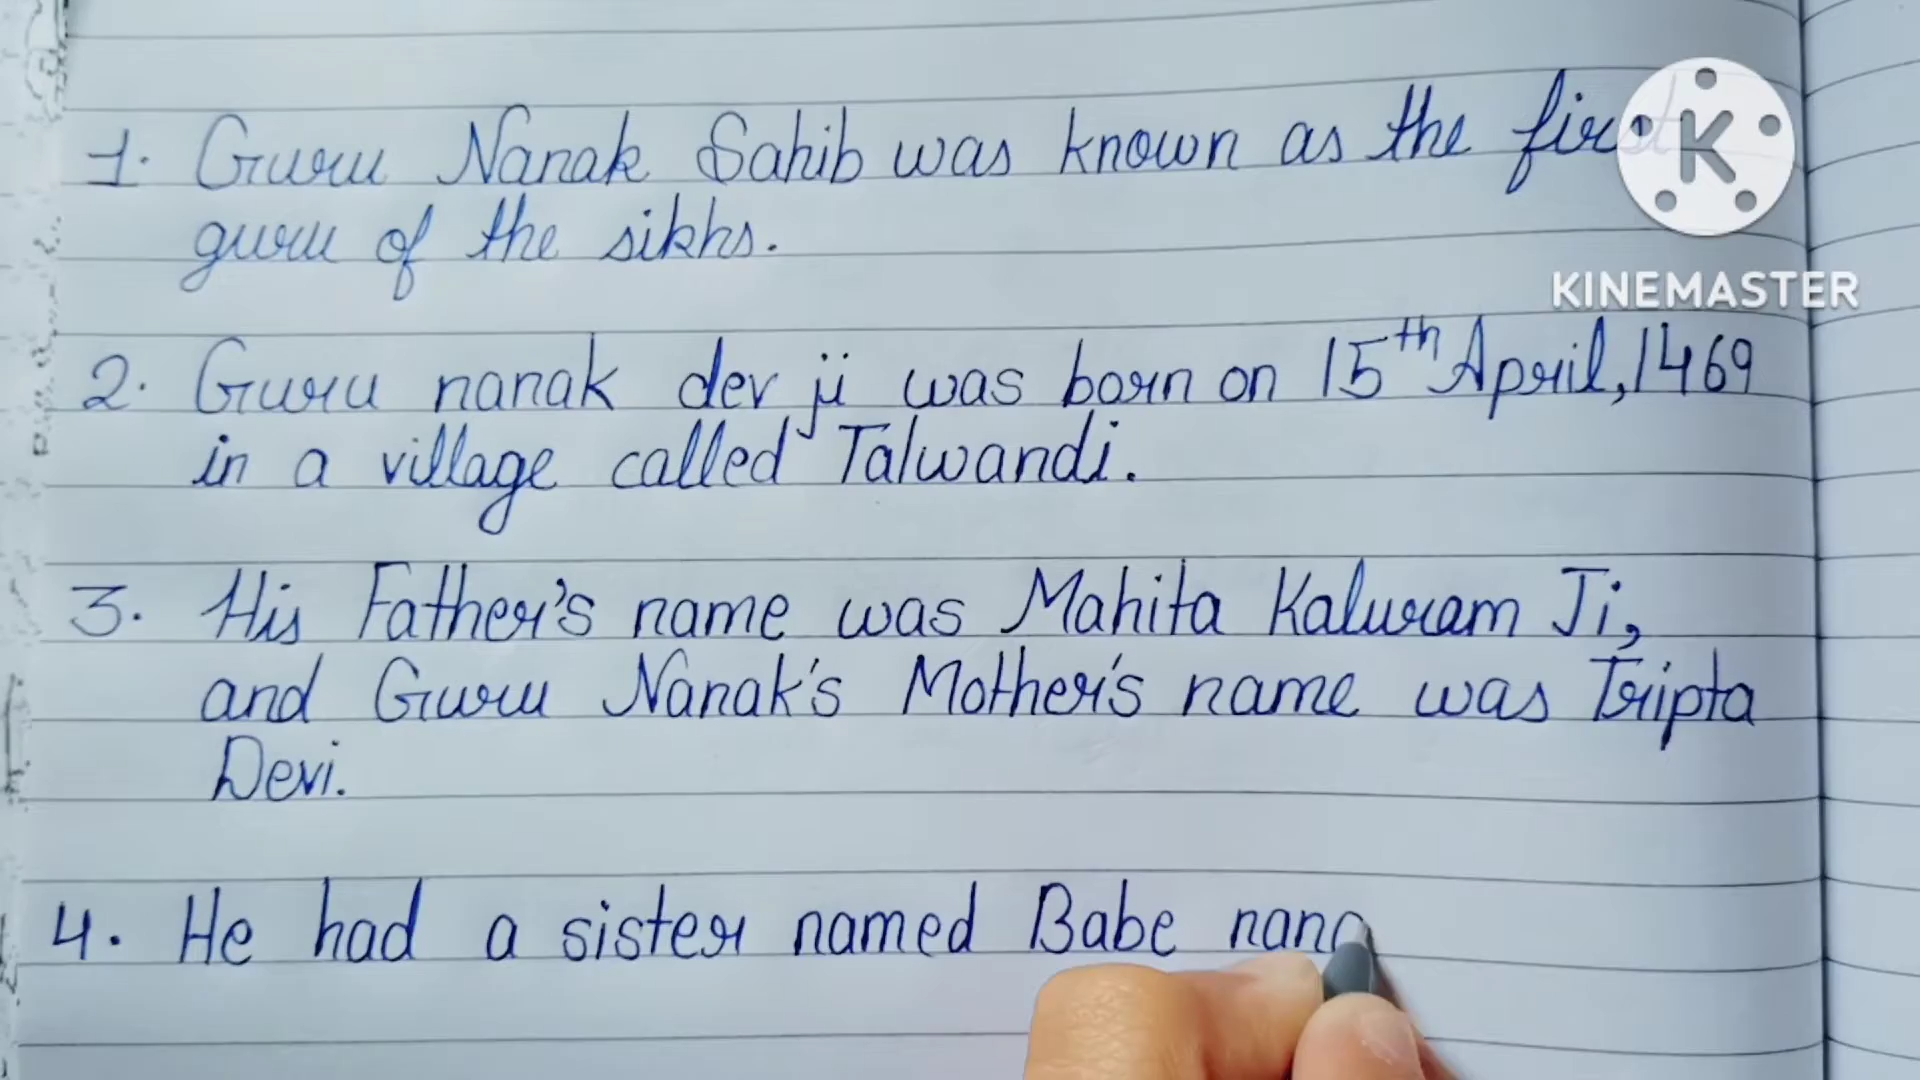 1. Guru Nanak Sahib was known as the first
guru of the sikhs.
2. Guru nanak dev ji was born on 15th April, 1469
in a village called Talwandi.
3. His Father's name was Mahita Kaluram Ji,
and Guru Nanak's Mother's name was Tripta
Devi.
4. He had a sister named Babe nana
K
KINEMASTER